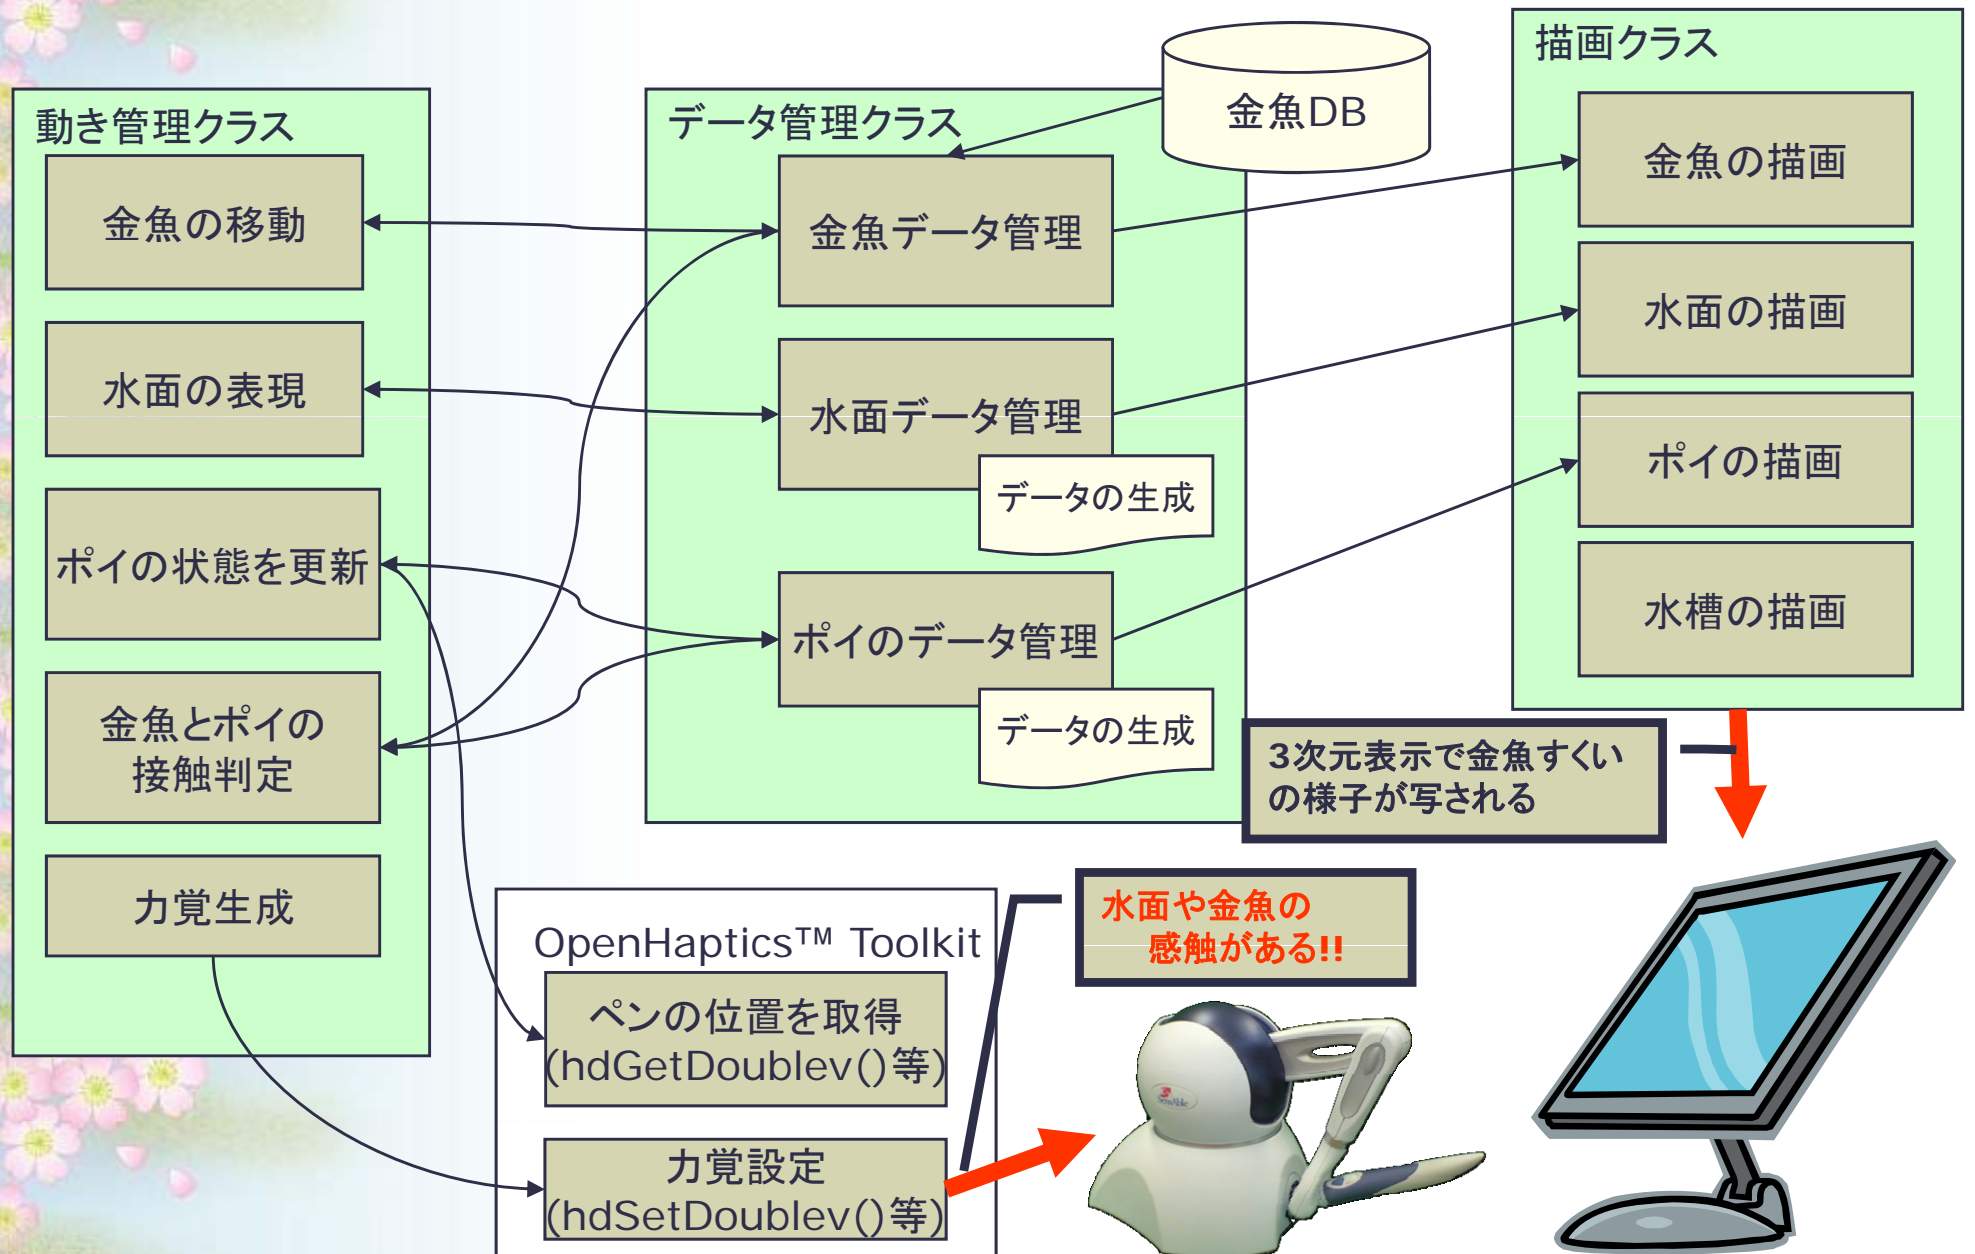 動き管理クラス
金魚の移動
水面の表現
ポイの状態を更新
金魚とポイの
接触判定
力覚生成
データ管理クラス
金魚DB
金魚データ管理
水面データ管理
データの生成
ポイのデータ管理
データの生成
描画クラス
金魚の描画
水面の描画
ポイの描画
水槽の描画
3次元表示で金魚すくい
の様子が写される
OpenHaptics™ Toolkit
ペンの位置を取得
(hdGetDoublev()等)
力覚設定
(hdSetDoublev()等)
水面や金魚の
感触がある!!
SensAble